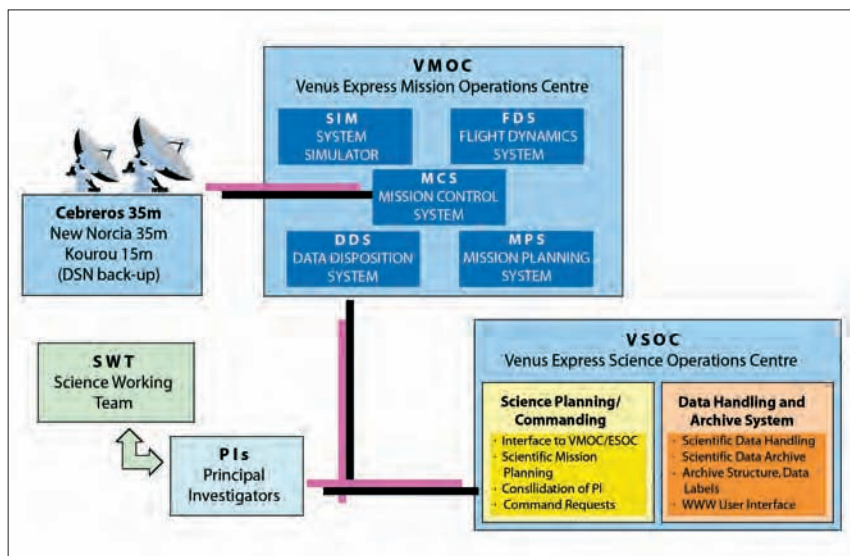 VMOC
Venus Express Mission Operations Centre
SIM
SYSTEM
SIMULATOR
FDS
FLIGHT DYNAMICS
SYSTEM
MCS
MISSION CONTROL
SYSTEM
DDS
DATA DISPOSITION
SYSTEM
MPS
MISSION PLANNING
SYSTEM
Cebreros 35m
New Norcia 35m
Kourou 15m
(DSN back-up)
SWT
Science Working
Team
PIs
Principal
Investigators
VSOC
Venus Express Science Operations Centre
Science Planning/
Commanding
· Interface to VMOC/ESOC
· Scientific Mission
Planning
· Consllidation of PI
· Command Requests
Data Handling and
Archive System
· Scientific Data Handling
· Scientific Data Archive
· Archive Structure, Data
Labels
· WWW User Interface